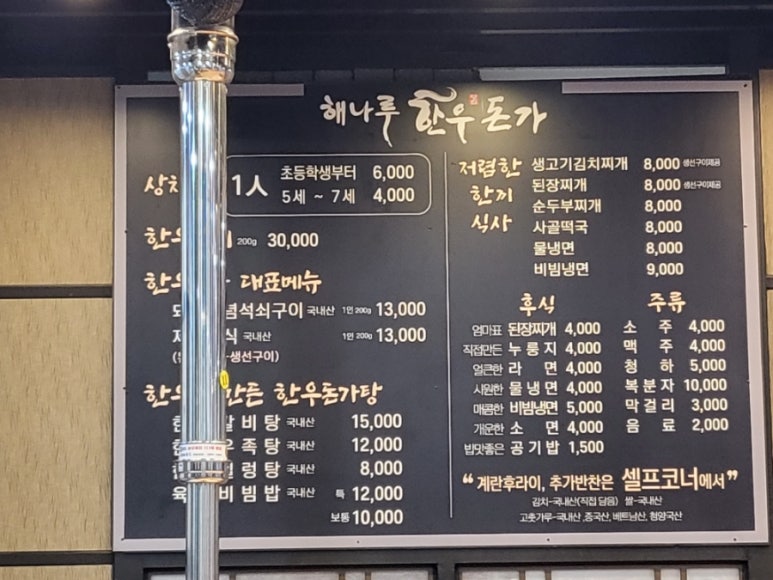 해나루 한우돈가
1人 초등학생부터 6,000
5세 ~ 7세 4,000
200g 30,000
대표메뉴
념석쇠구이 국내산 1인 200g 13,000
식 국내산 1인 200g 13,000
생선구이)
만든 한우돈가탕
갈비탕 국내산 15,000
우족탕 국내산 12,000
설렁탕 국내산 8,000
비빔밥 국내산 특 12,000
보통 10,000
저렴한 한끼 식사
생고기김치찌개 8,000 생선구이제공
된장찌개 8,000 생선구이제공
순두부찌개 8,000
사골떡국 8,000
물냉면 8,000
비빔냉면 9,000
후식
엄마표 된장찌개 4,000
직접만든 누룽지 4,000
얼큰한 라면 4,000
시원한 물냉면 4,000
매콤한 비빔냉면 5,000
개운한 소면 4,000
밥맛좋은 공기밥 1,500
주류
소주 4,000
맥주 4,000
청하 5,000
복분자 10,000
막걸리 3,000
음료 2,000
“계란후라이, 추가반찬은 셀프코너에서”
김치-국내산(직접 담음) 쌀-국내산
고춧가루-국내산, 중국산, 베트남산, 청양국산